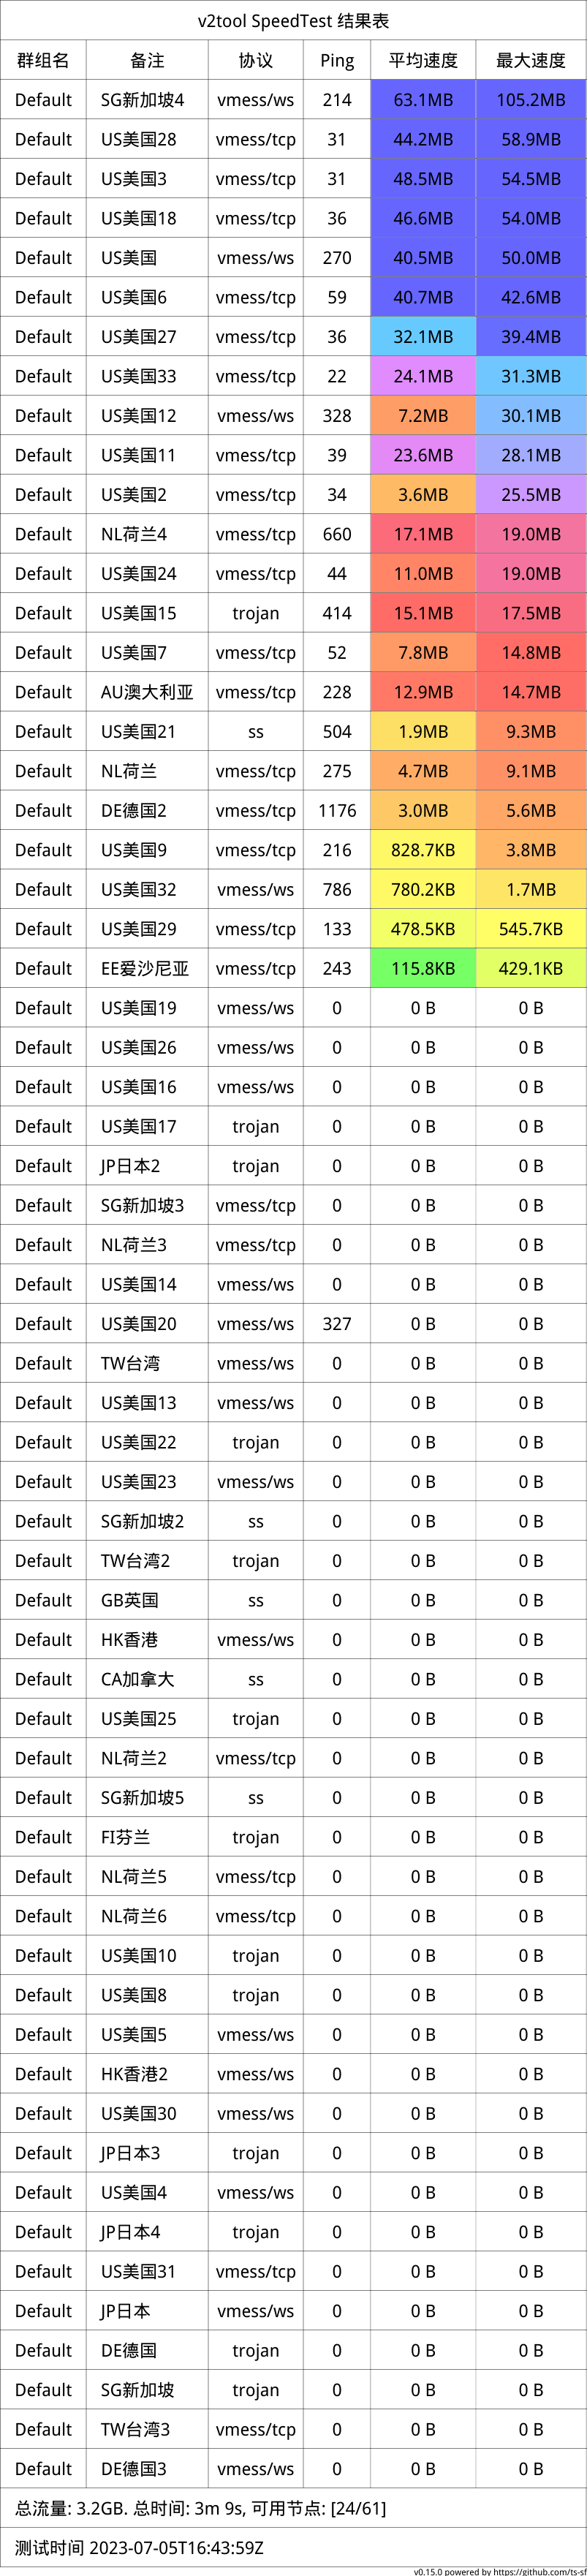 v2tool SpeedTest 结果表
群组名 备注 协议 Ping 平均速度 最大速度
Default SG新加坡4 vmess/ws 214 63.1MB 105.2MB
Default US美国28 vmess/tcp 31 44.2MB 58.9MB
Default US美国3 vmess/tcp 31 48.5MB 54.5MB
Default US美国18 vmess/tcp 36 46.6MB 54.0MB
Default US美国 vmess/ws 270 40.5MB 50.0MB
Default US美国6 vmess/tcp 59 40.7MB 42.6MB
Default US美国27 vmess/tcp 36 32.1MB 39.4MB
Default US美国33 vmess/tcp 22 24.1MB 31.3MB
Default US美国12 vmess/ws 328 7.2MB 30.1MB
Default US美国11 vmess/tcp 39 23.6MB 28.1MB
Default US美国2 vmess/tcp 34 3.6MB 25.5MB
Default NL荷兰4 vmess/tcp 660 17.1MB 19.0MB
Default US美国24 vmess/tcp 44 11.0MB 19.0MB
Default US美国15 trojan 414 15.1MB 17.5MB
Default US美国7 vmess/tcp 52 7.8MB 14.8MB
Default AU澳大利亚 vmess/tcp 228 12.9MB 14.7MB
Default US美国21 ss 504 1.9MB 9.3MB
Default NL荷兰 vmess/tcp 275 4.7MB 9.1MB
Default DE德国2 vmess/tcp 1176 3.0MB 5.6MB
Default US美国9 vmess/tcp 216 828.7KB 3.8MB
Default US美国32 vmess/ws 786 780.2KB 1.7MB
Default US美国29 vmess/tcp 133 478.5KB 545.7KB
Default EE爱沙尼亚 vmess/tcp 243 115.8KB 429.1KB
Default US美国19 vmess/ws 0 0 B 0 B
Default US美国26 vmess/ws 0 0 B 0 B
Default US美国16 vmess/ws 0 0 B 0 B
Default US美国17 trojan 0 0 B 0 B
Default JP日本2 trojan 0 0 B 0 B
Default SG新加坡3 vmess/tcp 0 0 B 0 B
Default NL荷兰3 vmess/tcp 0 0 B 0 B
Default US美国14 vmess/ws 0 0 B 0 B
Default US美国20 vmess/ws 327 0 B 0 B
Default TW台湾 vmess/ws 0 0 B 0 B
Default US美国13 vmess/ws 0 0 B 0 B
Default US美国22 trojan 0 0 B 0 B
Default US美国23 vmess/ws 0 0 B 0 B
Default SG新加坡2 ss 0 0 B 0 B
Default TW台湾2 trojan 0 0 B 0 B
Default GB英国 ss 0 0 B 0 B
Default HK香港 vmess/ws 0 0 B 0 B
Default CA加拿大 ss 0 0 B 0 B
Default US美国25 trojan 0 0 B 0 B
Default NL荷兰2 vmess/tcp 0 0 B 0 B
Default SG新加坡5 ss 0 0 B 0 B
Default FI芬兰 trojan 0 0 B 0 B
Default NL荷兰5 vmess/tcp 0 0 B 0 B
Default NL荷兰6 vmess/tcp 0 0 B 0 B
Default US美国10 trojan 0 0 B 0 B
Default US美国8 trojan 0 0 B 0 B
Default US美国5 vmess/ws 0 0 B 0 B
Default HK香港2 vmess/ws 0 0 B 0 B
Default US美国30 vmess/ws 0 0 B 0 B
Default JP日本3 trojan 0 0 B 0 B
Default US美国4 vmess/ws 0 0 B 0 B
Default JP日本4 trojan 0 0 B 0 B
Default US美国31 vmess/tcp 0 0 B 0 B
Default JP日本 vmess/ws 0 0 B 0 B
Default DE德国 trojan 0 0 B 0 B
Default SG新加坡 trojan 0 0 B 0 B
Default TW台湾3 vmess/tcp 0 0 B 0 B
Default DE德国3 vmess/ws 0 0 B 0 B
总流量: 3.2GB. 总时间: 3m 9s, 可用节点: [24/61]
测试时间 2023-07-05T16:43:59Z
v0.15.0 powered by https://github.com/ts-sf